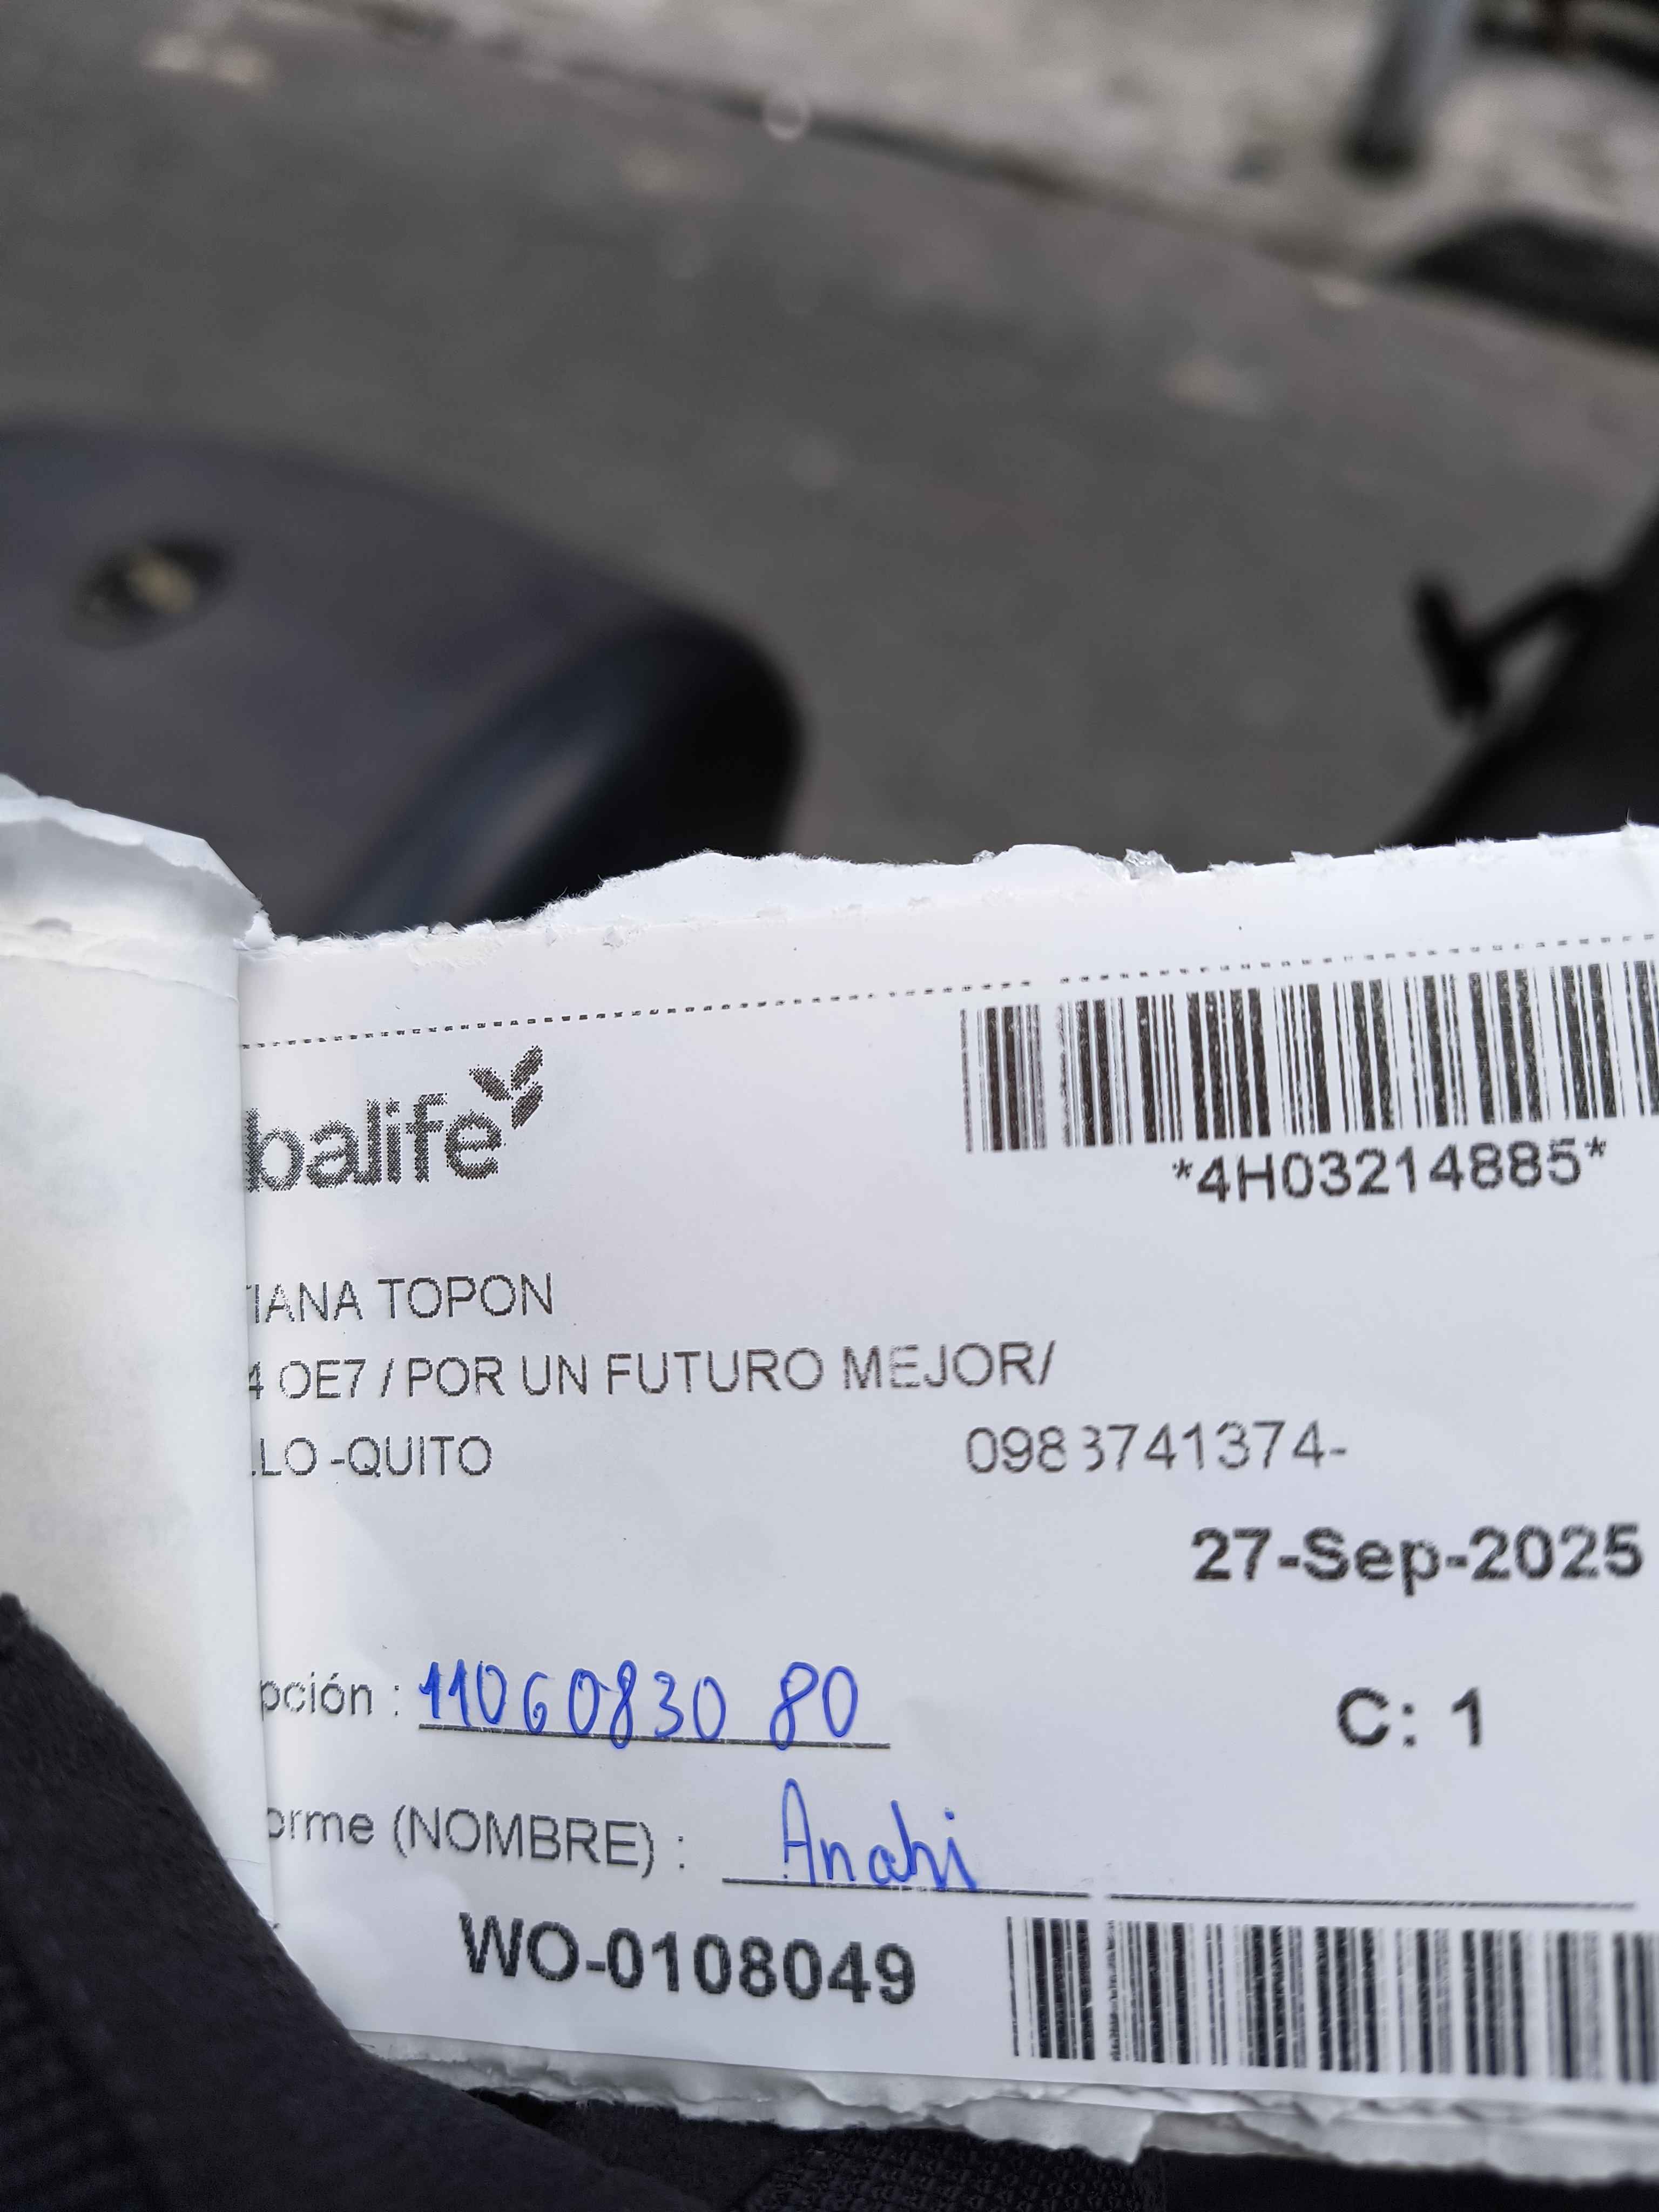 balife
*4H03214885*
IANA TOPON
4 OE7 / POR UN FUTURO MEJOR/
LO -QUITO 0983741374-
27-Sep-2025
pción : 1106083080 C: 1
orme (NOMBRE) : Anahi
WO-0108049